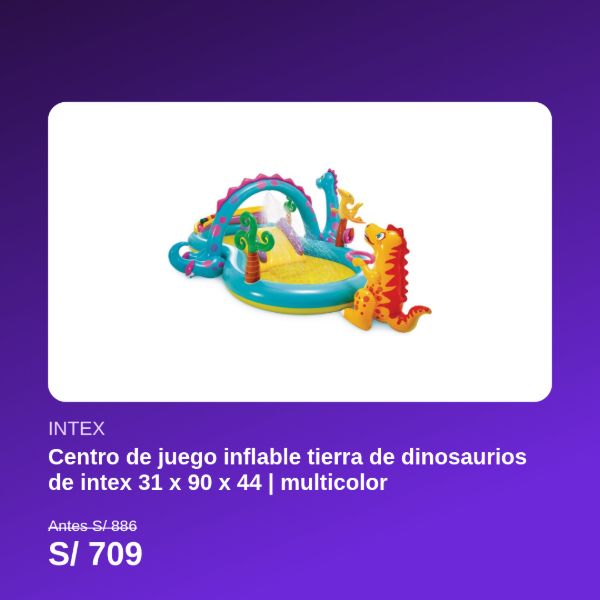 INTEX
Centro de juego inflable tierra de dinosaurios
de intex 31 x 90 x 44 | multicolor
Antes S/ 886
S/ 709